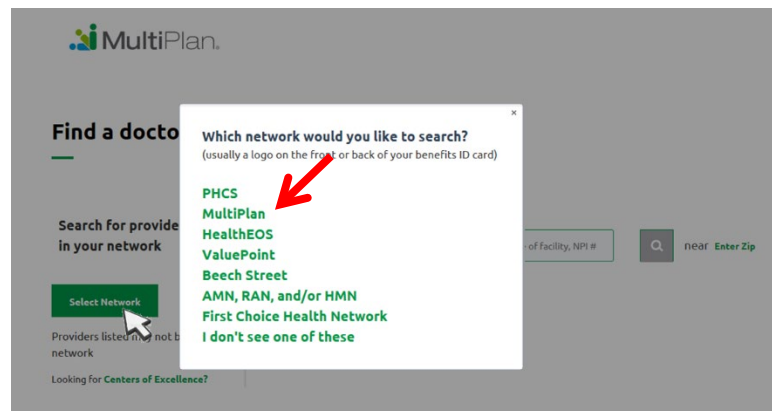 MultiPlan.
Find a docto
×
Which network would you like to search?
(usually a logo on the front or back of your benefits ID card)
PHCS
MultiPlan
HealthEOS
ValuePoint
Beech Street
AMN, RAN, and/or HMN
First Choice Health Network
I don't see one of these
Search for provide
in your network
of facility, NPI #
near Enter Zip
Select Network
Providers listed may not b
network
Looking for Centers of Excellence?